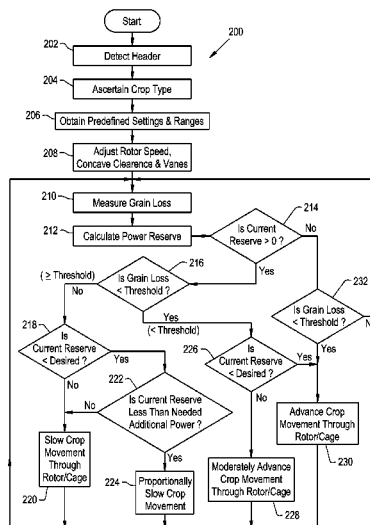 Start
200
202
Detect Header
204
Ascertain Crop Type
206
Obtain Predefined Settings & Ranges
208
Adjust Rotor Speed,
Concave Clearence & Vanes
210
Measure Grain Loss
212
Calculate Power Reserve
214
Is Current
Reserve > 0 ?
No
Yes
216
(≥ Threshold)
Is Grain Loss
< Threshold ?
No
Yes
(< Threshold)
232
Is Grain Loss
< Threshold ?
No
Yes
218
Is
Current Reserve
< Desired ?
Yes
No
226
Is
Current Reserve
< Desired ?
Yes
No
222
Is Current Reserve
Less Than Needed
Additional Power ?
No
Yes
Slow Crop
Movement
Through
Rotor/Cage
220
224
Proportionally
Slow Crop
Movement
Moderately Advance
Crop Movement
Through Rotor/Cage
228
Advance Crop
Movement Through
Rotor/Cage
230